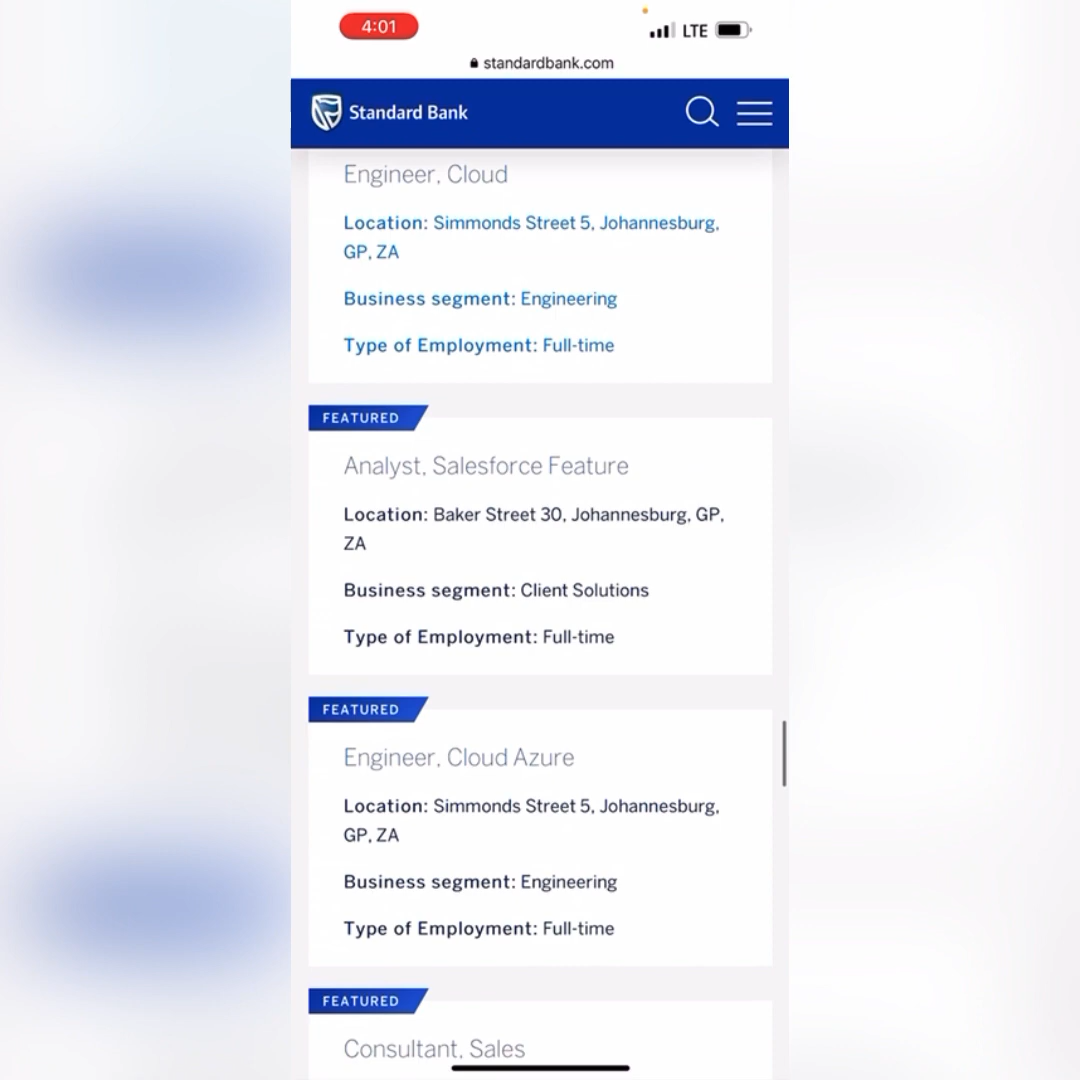 4:01
LTE
standardbank.com
Standard Bank
Engineer, Cloud
Location: Simmonds Street 5, Johannesburg,
GP, ZA
Business segment: Engineering
Type of Employment: Full-time
FEATURED
Analyst, Salesforce Feature
Location: Baker Street 30, Johannesburg, GP,
ZA
Business segment: Client Solutions
Type of Employment: Full-time
FEATURED
Engineer, Cloud Azure
Location: Simmonds Street 5, Johannesburg,
GP, ZA
Business segment: Engineering
Type of Employment: Full-time
FEATURED
Consultant, Sales